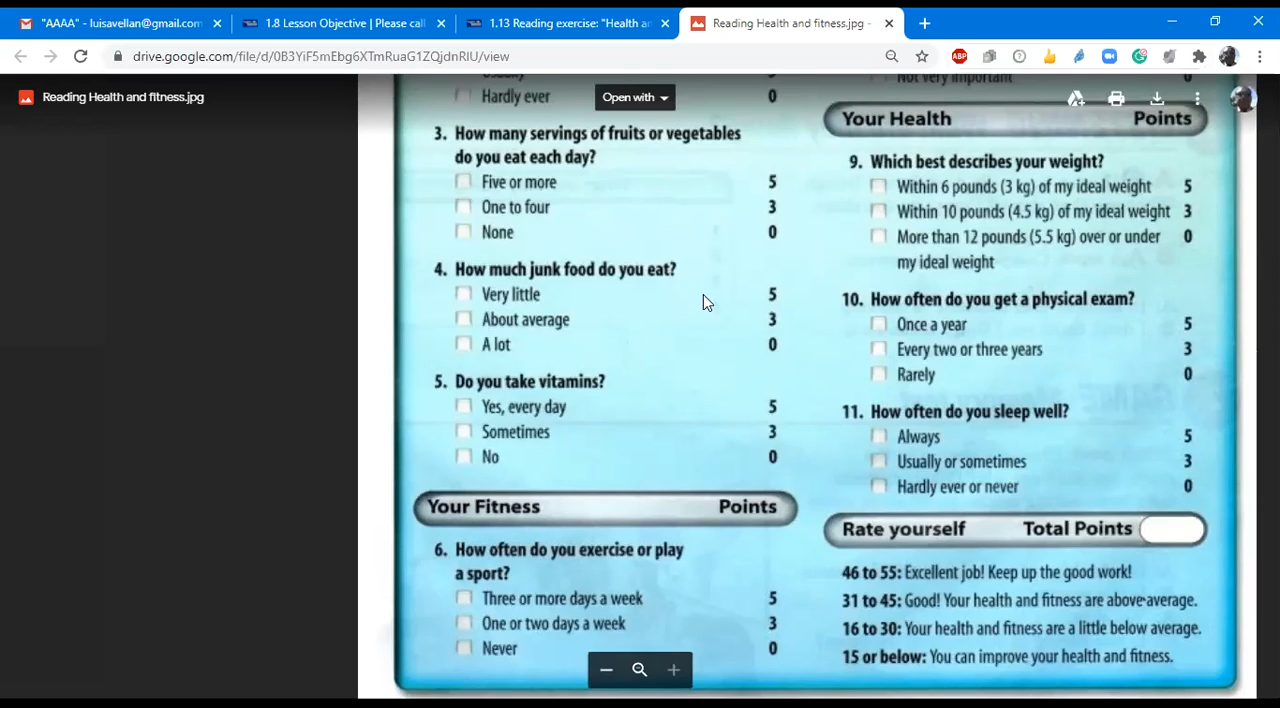 "AAAA" - luisavellan@gmail.com
1.8 Lesson Objective | Please call
1.13 Reading exercise: "Health an
Reading Health and fitness.jpg -
drive.google.com/file/d/0B3YiF5mEbg6XTmRuaG1ZQjdnRlU/view
Reading Health and fitness.jpg
Open with
Usually
Hardly ever 0
3. How many servings of fruits or vegetables
do you eat each day?
Five or more 5
One to four 3
None 0
4. How much junk food do you eat?
Very little 5
About average 3
A lot 0
5. Do you take vitamins?
Yes, every day 5
Sometimes 3
No 0
Your Fitness Points
6. How often do you exercise or play
a sport?
Three or more days a week 5
One or two days a week 3
Never 0
Not very important 0
Your Health Points
9. Which best describes your weight?
Within 6 pounds (3 kg) of my ideal weight 5
Within 10 pounds (4.5 kg) of my ideal weight 3
More than 12 pounds (5.5 kg) over or under 0
my ideal weight
10. How often do you get a physical exam?
Once a year 5
Every two or three years 3
Rarely 0
11. How often do you sleep well?
Always 5
Usually or sometimes 3
Hardly ever or never 0
Rate yourself Total Points
46 to 55: Excellent job! Keep up the good work!
31 to 45: Good! Your health and fitness are above average.
16 to 30: Your health and fitness are a little below average.
15 or below: You can improve your health and fitness.